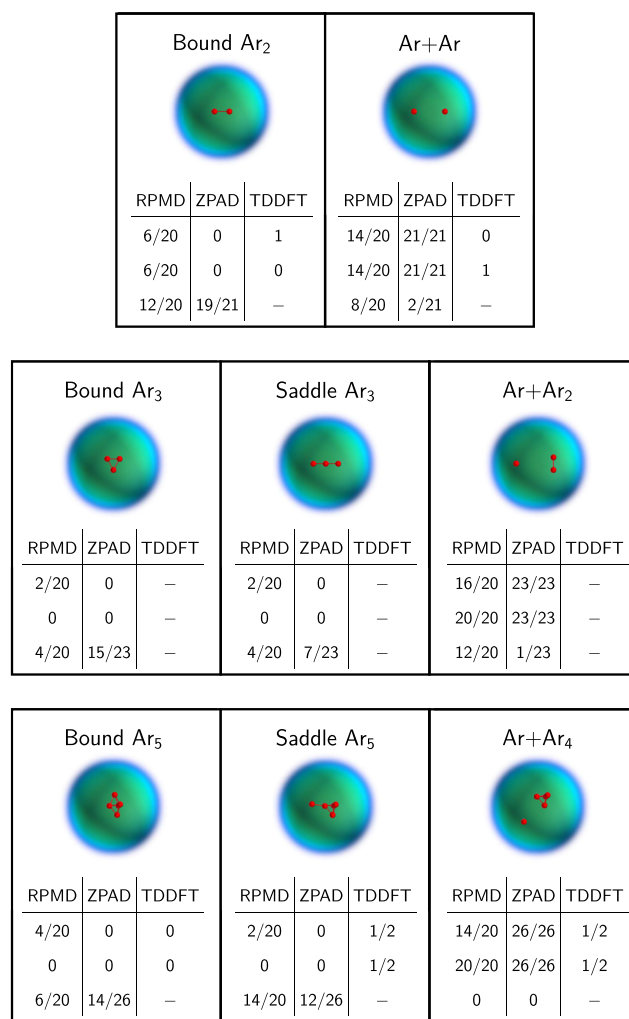 Bound Ar₂ Ar+Ar
RPMD ZPAD TDDFT RPMD ZPAD TDDFT
6/20 0 1 14/20 21/21 0
6/20 0 0 14/20 21/21 1
12/20 19/21 − 8/20 2/21 −
Bound Ar₃ Saddle Ar₃ Ar+Ar₂
RPMD ZPAD TDDFT RPMD ZPAD TDDFT RPMD ZPAD TDDFT
2/20 0 − 2/20 0 − 16/20 23/23 −
0 0 − 0 0 − 20/20 23/23 −
4/20 15/23 − 4/20 7/23 − 12/20 1/23 −
Bound Ar₅ Saddle Ar₅ Ar+Ar₄
RPMD ZPAD TDDFT RPMD ZPAD TDDFT RPMD ZPAD TDDFT
4/20 0 0 2/20 0 1/2 14/20 26/26 1/2
0 0 0 0 0 1/2 20/20 26/26 1/2
6/20 14/26 − 14/20 12/26 − 0 0 −